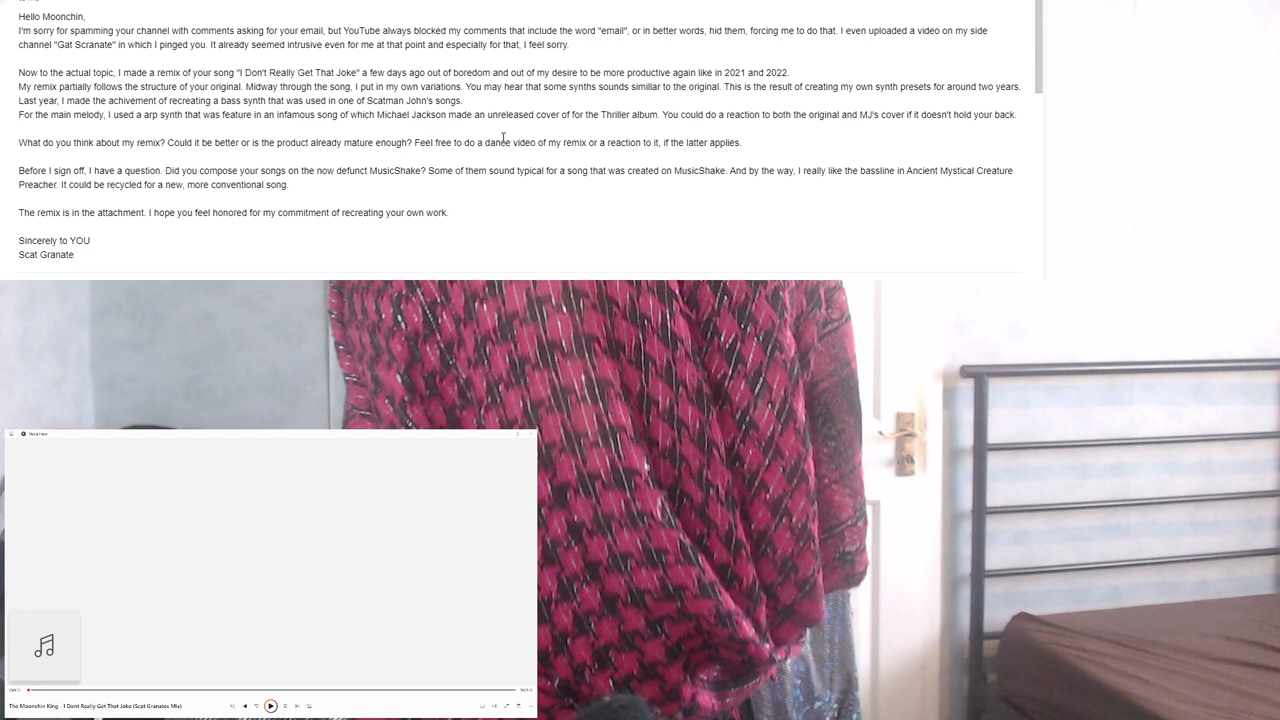 Hello Moonchin,
I'm sorry for spamming your channel with comments asking for your email, but YouTube always blocked my comments that include the word "email", or in better words, hid them, forcing me to do that. I even uploaded a video on my side
channel "Gat Scranate" in which I pinged you. It already seemed intrusive even for me at that point and especially for that, I feel sorry.
Now to the actual topic, I made a remix of your song "I Don't Really Get That Joke" a few days ago out of boredom and out of my desire to be more productive again like in 2021 and 2022.
My remix partially follows the structure of your original. Midway through the song, I put in my own variations. You may hear that some synths sounds simillar to the original. This is the result of creating my own synth presets for around two years.
Last year, I made the achivement of recreating a bass synth that was used in one of Scatman John's songs.
For the main melody, I used a arp synth that was feature in an infamous song of which Michael Jackson made an unreleased cover of for the Thriller album. You could do a reaction to both the original and MJ's cover if it doesn't hold your back.
What do you think about my remix? Could it be better or is the product already mature enough? Feel free to do a dance video of my remix or a reaction to it, if the latter applies.
Before I sign off, I have a question. Did you compose your songs on the now defunct MusicShake? Some of them sound typical for a song that was created on MusicShake. And by the way, I really like the bassline in Ancient Mystical Creature
Preacher. It could be recycled for a new, more conventional song.
The remix is in the attachment. I hope you feel honored for my commitment of recreating your own work.
Sincerely to YOU
Scat Granate
The Moonchin King - I Dont Really Get That Joke (Scat Granates Mix)